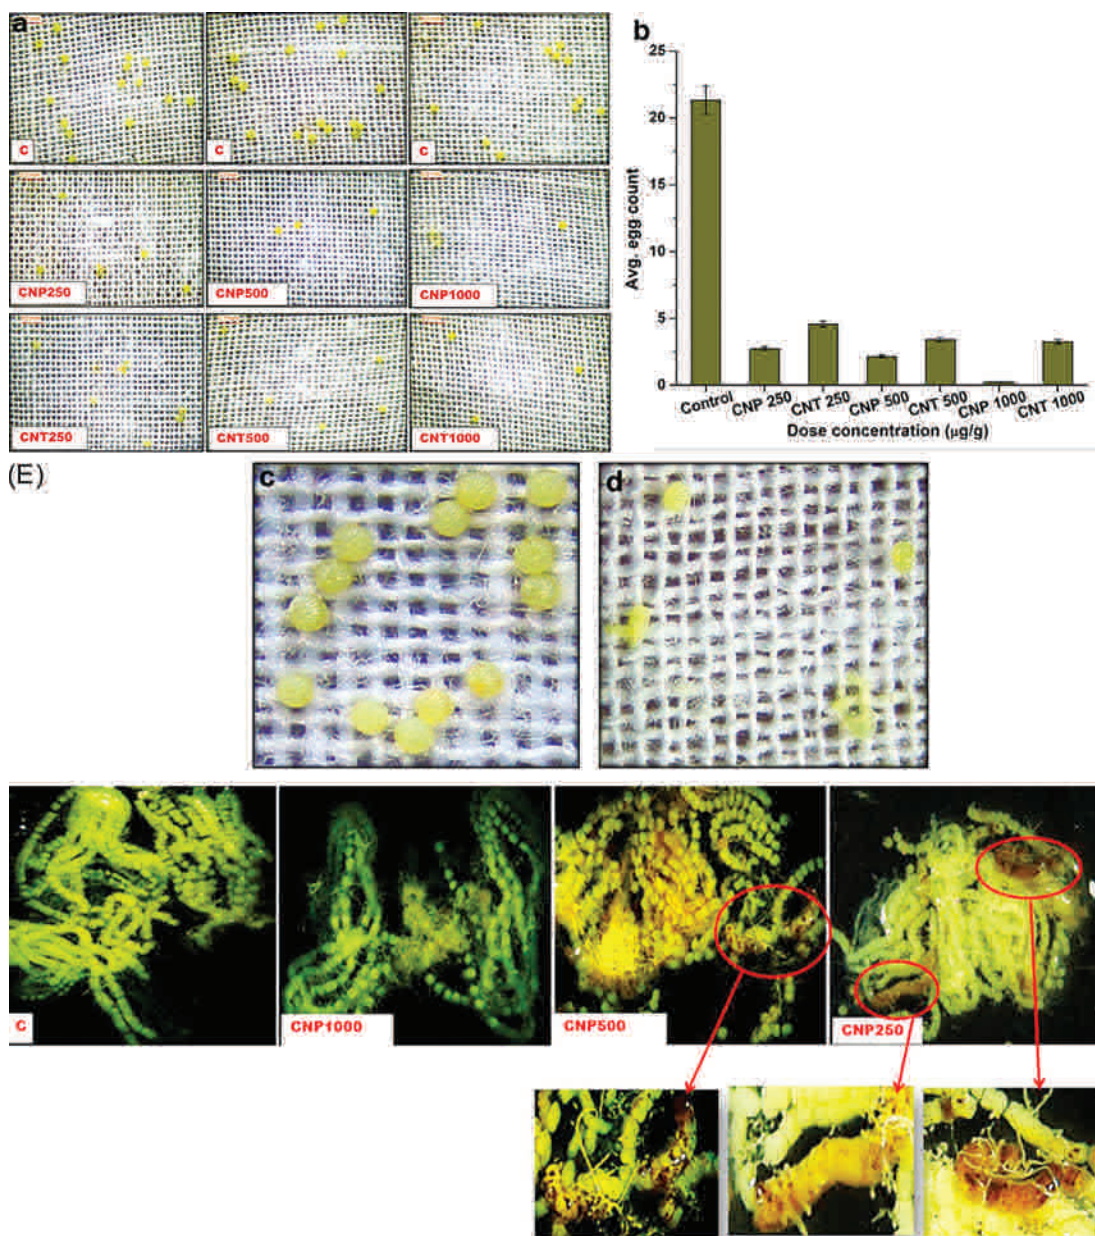 a
C
C
C
CNP250
CNP500
CNP1000
CNT250
CNT500
CNT1000
b
Avg. egg count
25
20
15
10
5
0
Control
CNP 250
CNT 250
CNP 500
CNT 500
CNP 1000
CNT 1000
Dose concentration (µg/g)
(E)
c
d
C
CNP1000
CNP500
CNP250